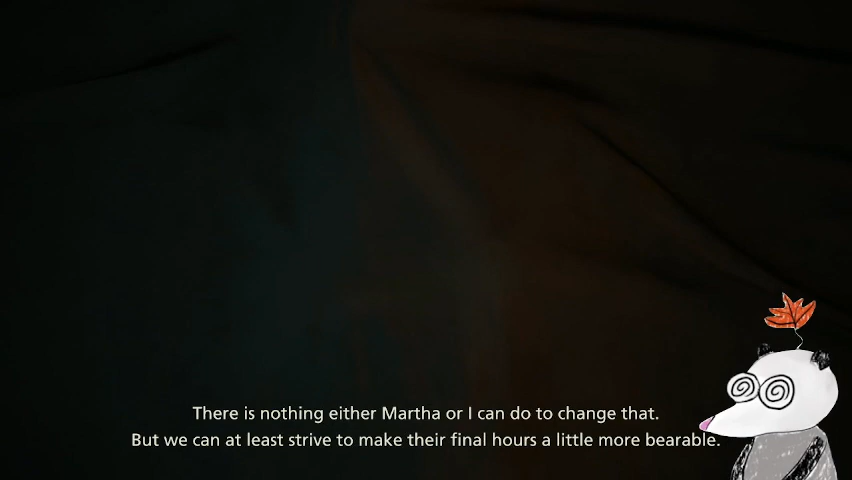 There is nothing either Martha or I can do to change that.
But we can at least strive to make their final hours a little more bearable.